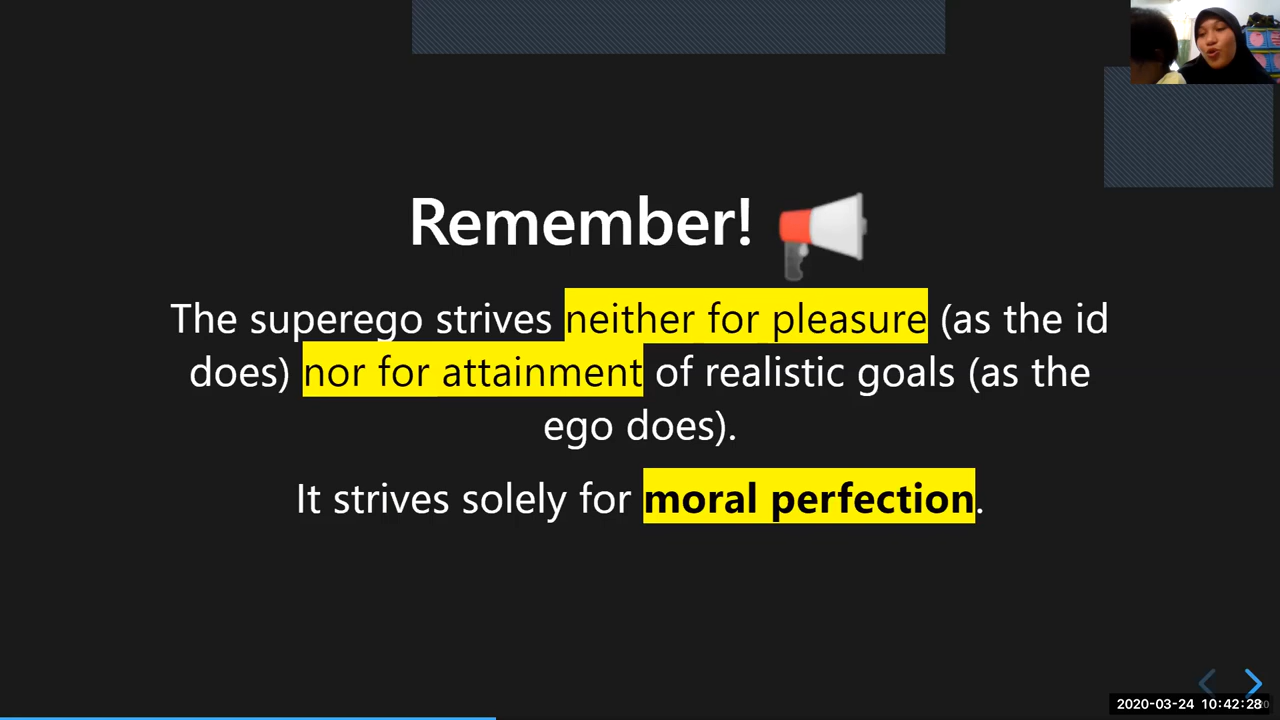 Remember!
The superego strives neither for pleasure (as the id
does) nor for attainment of realistic goals (as the
ego does).
It strives solely for moral perfection.
2020-03-24 10:42:28